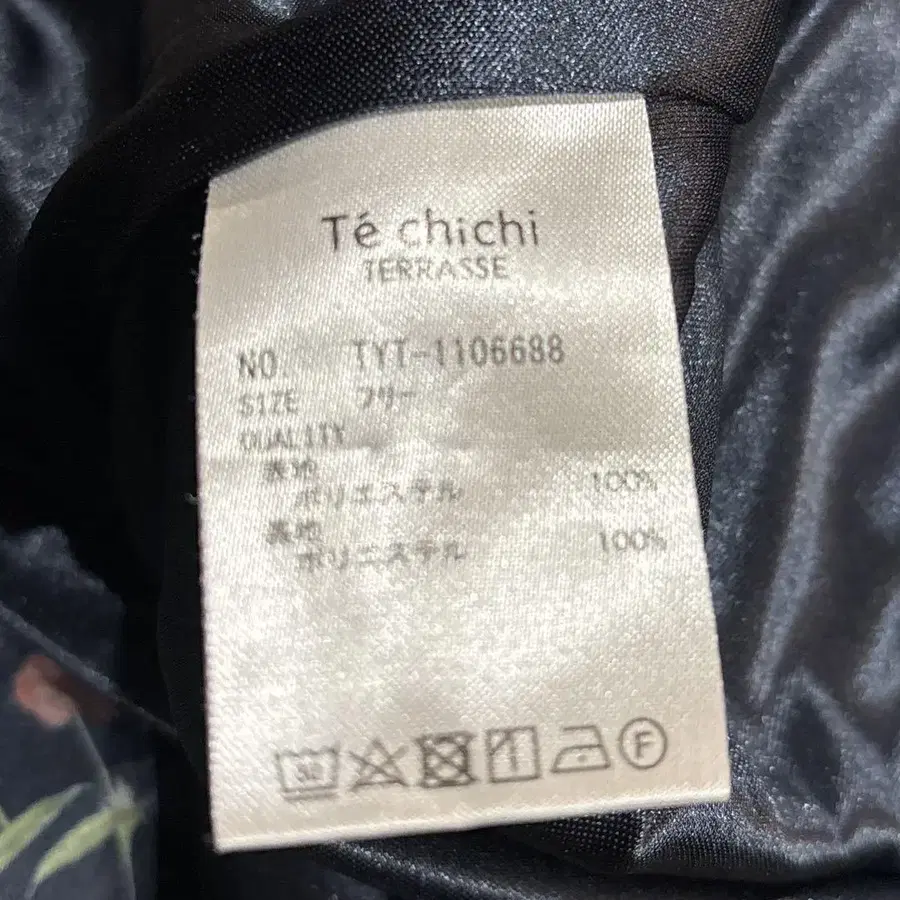 Té chichi
TERRASSE
NO. TYT-1106688
SIZE フリー
QUALITY
表地
ポリエステル 100%
裏地
ポリエステル 100%
F